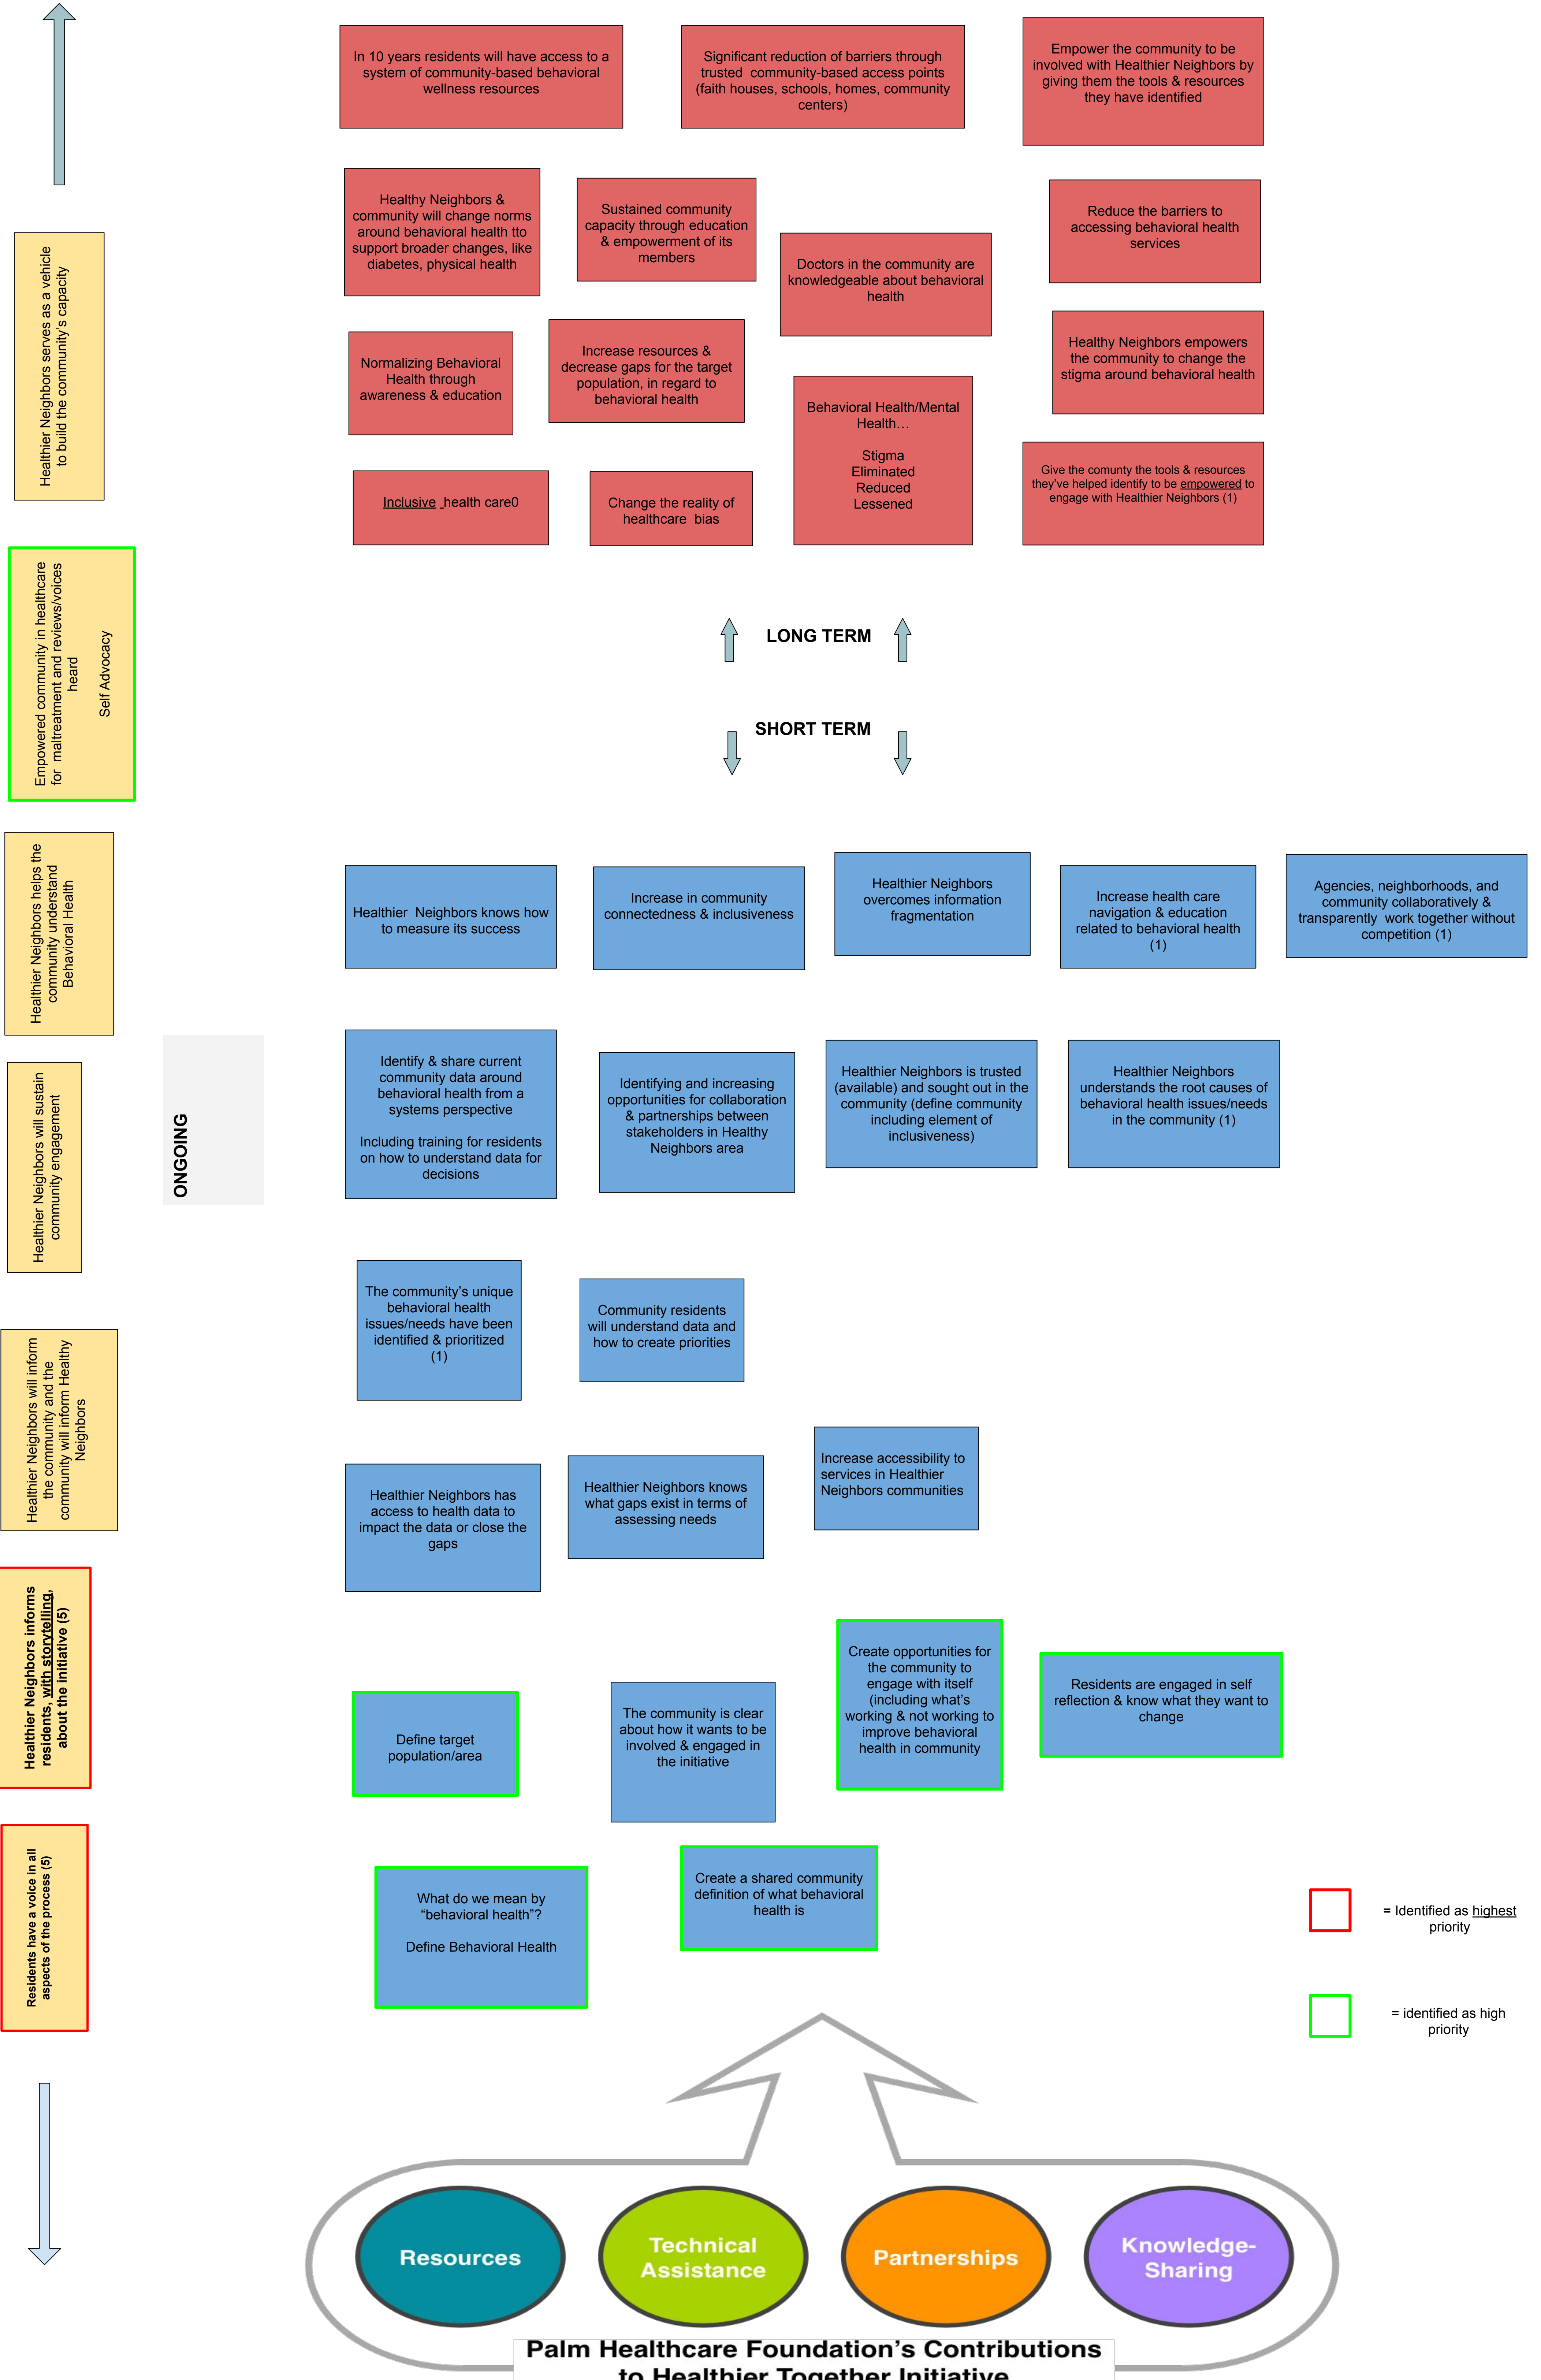 In 10 years residents will have access to a
system of community-based behavioral
wellness resources
Significant reduction of barriers through
trusted community-based access points
(faith houses, schools, homes, community
centers)
Empower the community to be
involved with Healthier Neighbors by
giving them the tools & resources
they have identified
Healthy Neighbors &
community will change norms
around behavioral health tto
support broader changes, like
diabetes, physical health
Sustained community
capacity through education
& empowerment of its
members
Doctors in the community are
knowledgeable about behavioral
health
Reduce the barriers to
accessing behavioral health
services
Normalizing Behavioral
Health through
awareness & education
Increase resources &
decrease gaps for the target
population, in regard to
behavioral health
Behavioral Health/Mental
Health…
Stigma
Eliminated
Reduced
Lessened
Healthy Neighbors empowers
the community to change the
stigma around behavioral health
Inclusive health care0
Change the reality of
healthcare bias
Give the comunty the tools & resources
they've helped identify to be empowered to
engage with Healthier Neighbors (1)
LONG TERM
SHORT TERM
Healthier Neighbors serves as a vehicle
to build the community's capacity
Empowered community in healthcare
for maltreatment and reviews/voices
heard
Self Advocacy
Healthier Neighbors helps the
community understand
Behavioral Health
Healthier Neighbors will sustain
community engagement
Healthier Neighbors will inform
the community and the
community will inform Healthy
Neighbors
Healthier Neighbors informs
residents, with storytelling,
about the initiative (5)
Residents have a voice in all
aspects of the process (5)
ONGOING
Healthier Neighbors knows how
to measure its success
Increase in community
connectedness & inclusiveness
Healthier Neighbors
overcomes information
fragmentation
Increase health care
navigation & education
related to behavioral health
(1)
Agencies, neighborhoods, and
community collaboratively &
transparently work together without
competition (1)
Identify & share current
community data around
behavioral health from a
systems perspective
Including training for residents
on how to understand data for
decisions
Identifying and increasing
opportunities for collaboration
& partnerships between
stakeholders in Healthy
Neighbors area
Healthier Neighbors is trusted
(available) and sought out in the
community (define community
including element of
inclusiveness)
Healthier Neighbors
understands the root causes of
behavioral health issues/needs
in the community (1)
The community's unique
behavioral health
issues/needs have been
identified & prioritized
(1)
Community residents
will understand data and
how to create priorities
Healthier Neighbors has
access to health data to
impact the data or close the
gaps
Healthier Neighbors knows
what gaps exist in terms of
assessing needs
Increase accessibility to
services in Healthier
Neighbors communities
Define target
population/area
The community is clear
about how it wants to be
involved & engaged in
the initiative
Create opportunities for
the community to
engage with itself
(including what's
working & not working to
improve behavioral
health in community
Residents are engaged in self
reflection & know what they want to
change
What do we mean by
“behavioral health”?
Define Behavioral Health
Create a shared community
definition of what behavioral
health is
= Identified as highest
priority
= identified as high
priority
Resources
Technical
Assistance
Partnerships
Knowledge-
Sharing
Palm Healthcare Foundation's Contributions
to Healthier Together Initiative